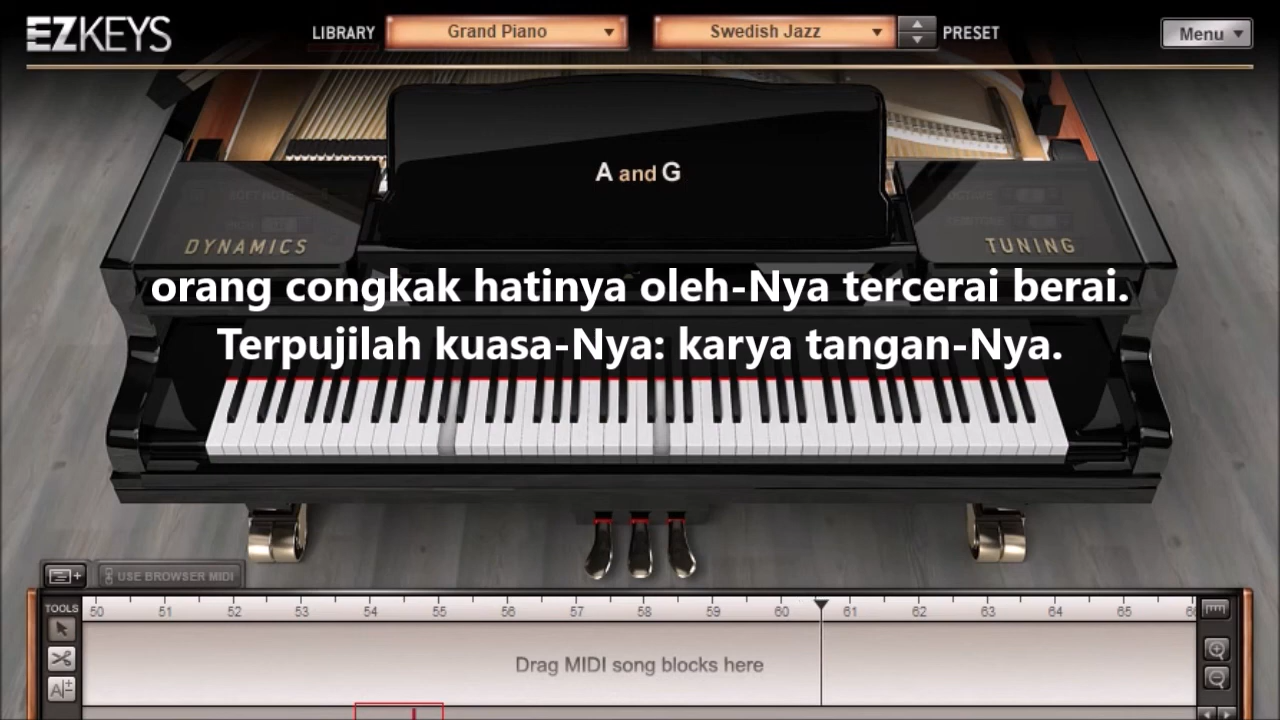 EZKEYS
LIBRARY
Grand Piano
Swedish Jazz
PRESET
Menu
A and G
DYNAMICS
TUNING
orang congkak hatinya oleh-Nya tercerai berai.
Terpujilah kuasa-Nya: karya tangan-Nya.
USE BROWSER MIDI
TOOLS
50 51 52 53 54 55 56 57 58 59 60 61 62 63 64 65
Drag MIDI song blocks here